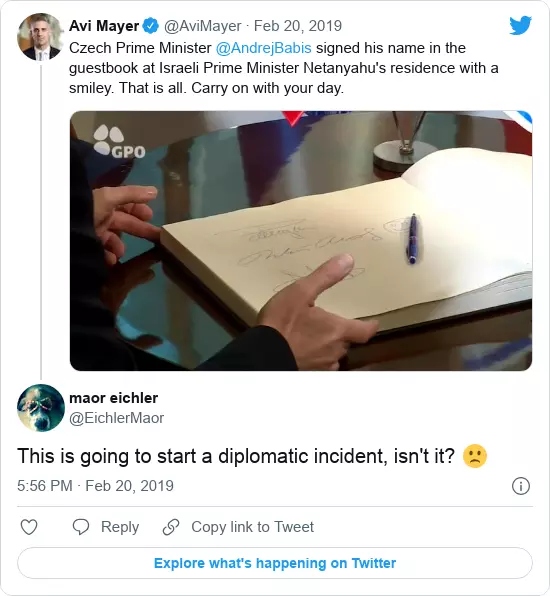 Avi Mayer @AviMayer · Feb 20, 2019
Czech Prime Minister @AndrejBabis signed his name in the
guestbook at Israeli Prime Minister Netanyahu's residence with a
smiley. That is all. Carry on with your day.
GPO
maor eichler
@EichlerMaor
This is going to start a diplomatic incident, isn't it? 🙁
5:56 PM · Feb 20, 2019
Reply
Copy link to Tweet
Explore what's happening on Twitter